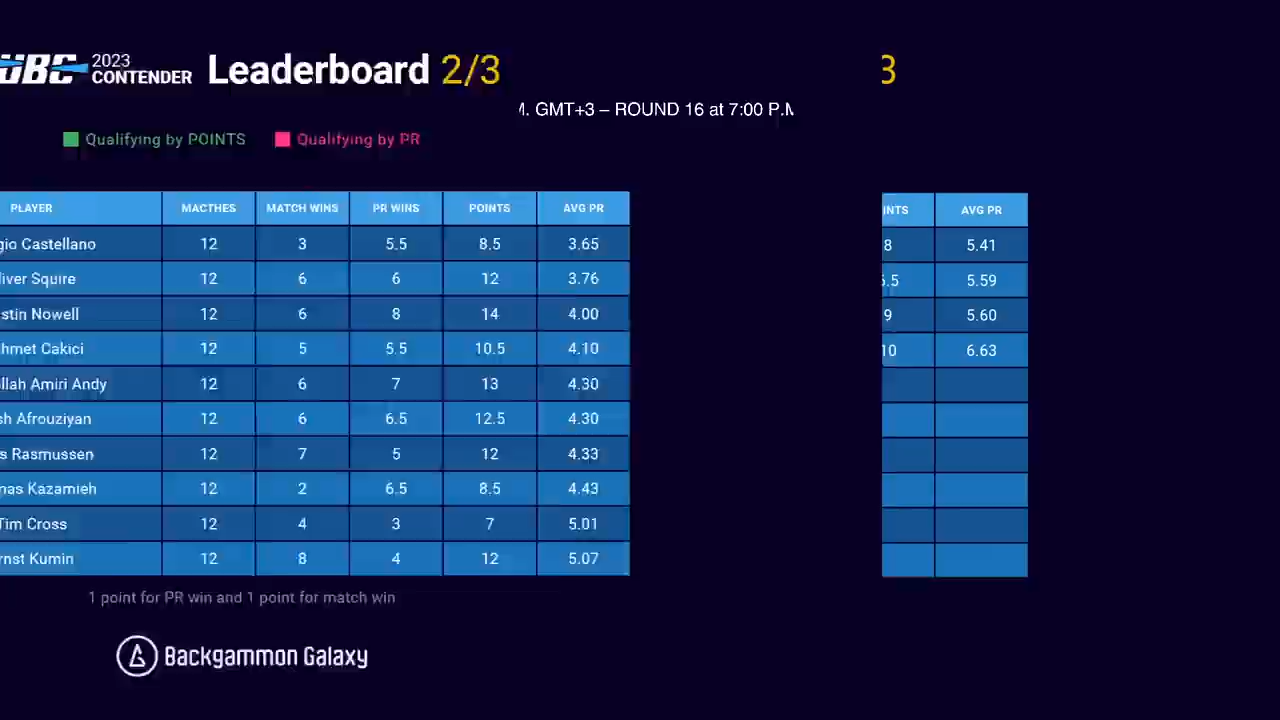 UBC 2023 CONTENDER Leaderboard 2/3
3
M. GMT+3 – ROUND 16 at 7:00 P.M
Qualifying by POINTS Qualifying by PR
PLAYER MACTHES MATCH WINS PR WINS POINTS AVG PR
gio Castellano 12 3 5.5 8.5 3.65
iver Squire 12 6 6 12 3.76
stin Nowell 12 6 8 14 4.00
hmet Cakici 12 5 5.5 10.5 4.10
llah Amiri Andy 12 6 7 13 4.30
sh Afrouziyan 12 6 6.5 12.5 4.30
s Rasmussen 12 7 5 12 4.33
nas Kazamieh 12 2 6.5 8.5 4.43
Tim Cross 12 4 3 7 5.01
rnst Kumin 12 8 4 12 5.07
INTS AVG PR
8 5.41
6.5 5.59
9 5.60
10 6.63
1 point for PR win and 1 point for match win
Backgammon Galaxy